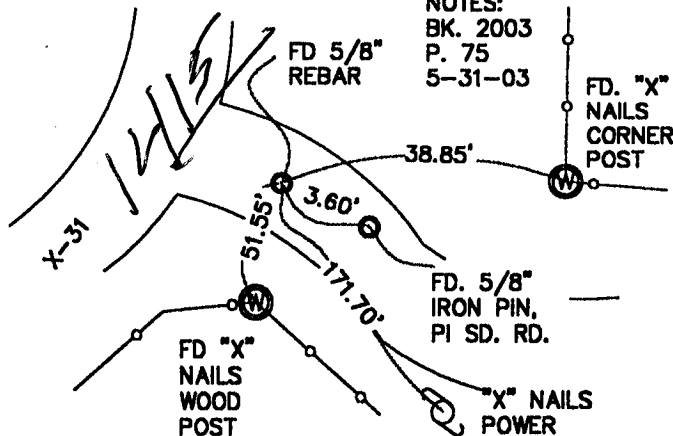 NOTES:
BK. 2003
P. 75
5-31-03
FD 5/8"
REBAR
FD. "X"
NAILS
CORNER
POST
38.85'
3.60'
51.55'
171.70'
X-31
FD. 5/8"
IRON PIN,
PI SD. RD.
FD "X"
NAILS
WOOD
POST
"X" NAILS
POWER
W
W